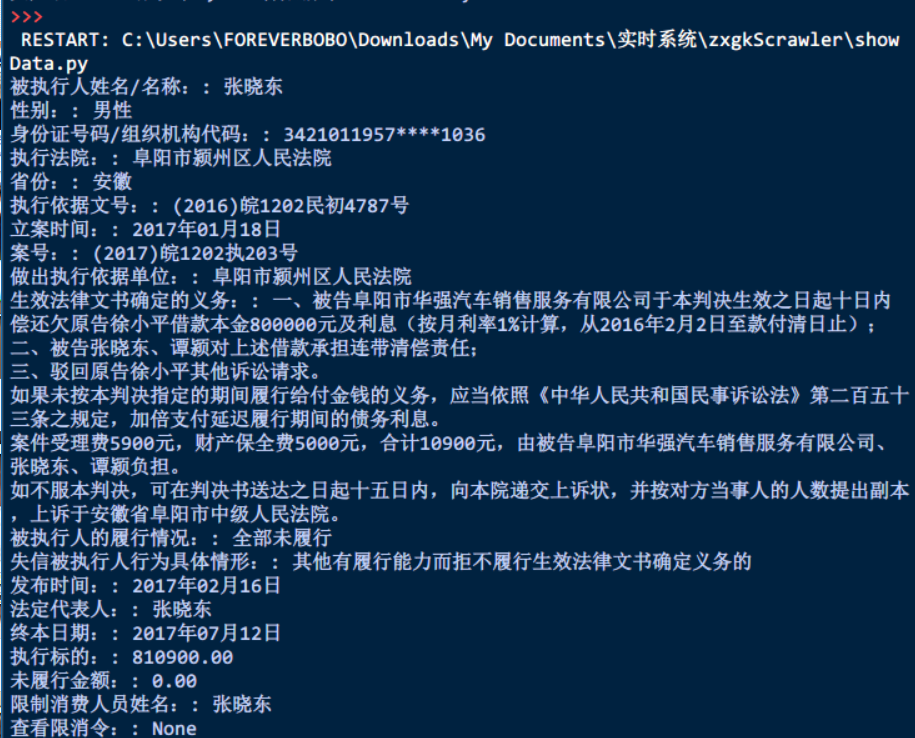 >>>
RESTART: C:\Users\FOREVERBOBO\Downloads\My Documents\实时系统\zxgkScrawler\show
Data.py
被执行人姓名/名称：: 张晓东
性别：: 男性
身份证号码/组织机构代码：: 3421011957****1036
执行法院：: 阜阳市颍州区人民法院
省份：: 安徽
执行依据文号：: (2016)皖1202民初4787号
立案时间：: 2017年01月18日
案号：: (2017)皖1202执203号
做出执行依据单位：: 阜阳市颍州区人民法院
生效法律文书确定的义务：: 一、被告阜阳市华强汽车销售服务有限公司于本判决生效之日起十日内
偿还欠原告徐小平借款本金800000元及利息（按月利率1%计算，从2016年2月2日至款付清日止）；
二、被告张晓东、谭颍对上述借款承担连带清偿责任；
三、驳回原告徐小平其他诉讼请求。
如果未按本判决指定的期间履行给付金钱的义务，应当依照《中华人民共和国民事诉讼法》第二百五十
三条之规定，加倍支付延迟履行期间的债务利息。
案件受理费5900元，财产保全费5000元，合计10900元，由被告阜阳市华强汽车销售服务有限公司、
张晓东、谭颍负担。
如不服本判决，可在判决书送达之日起十五日内，向本院递交上诉状，并按对方当事人的人数提出副本
，上诉于安徽省阜阳市中级人民法院。
被执行人的履行情况：: 全部未履行
失信被执行人行为具体情形：: 其他有履行能力而拒不履行生效法律文书确定义务的
发布时间：: 2017年02月16日
法定代表人：: 张晓东
终本日期：: 2017年07月12日
执行标的：: 810900.00
未履行金额：: 0.00
限制消费人员姓名：: 张晓东
查看限消令：: None